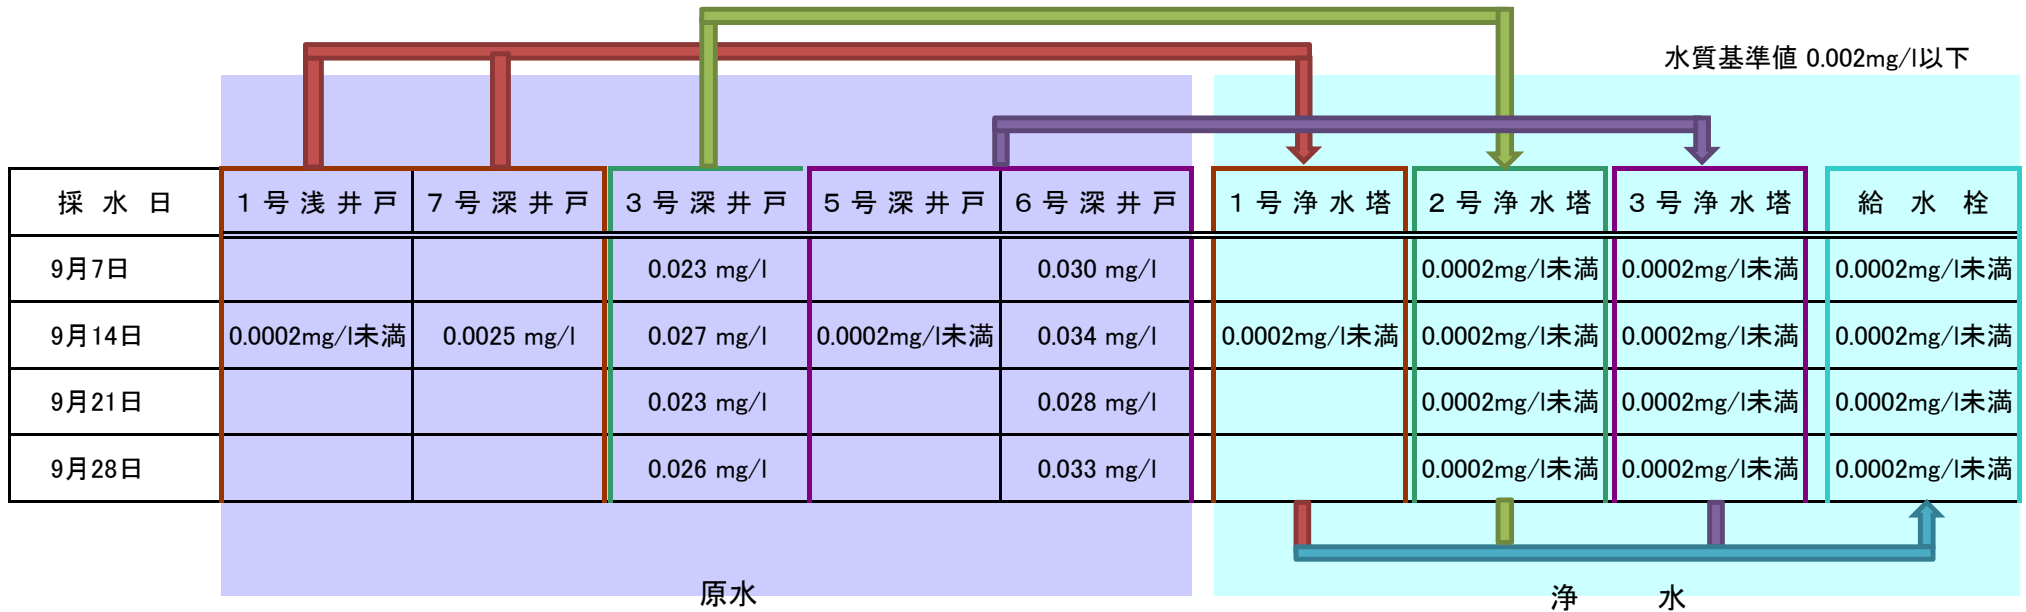 水質基準値 0.002mg/l以下
採 水 日 1 号 浅 井 戸 7 号 深 井 戸 3 号 深 井 戸 5 号 深 井 戸 6 号 深 井 戸 1 号 浄 水 塔 2 号 浄 水 塔 3 号 浄 水 塔 給 水 栓
9月7日 0.023 mg/l 0.030 mg/l 0.0002mg/l未満 0.0002mg/l未満 0.0002mg/l未満
9月14日 0.0002mg/l未満 0.0025 mg/l 0.027 mg/l 0.0002mg/l未満 0.034 mg/l 0.0002mg/l未満 0.0002mg/l未満 0.0002mg/l未満 0.0002mg/l未満
9月21日 0.023 mg/l 0.028 mg/l 0.0002mg/l未満 0.0002mg/l未満 0.0002mg/l未満
9月28日 0.026 mg/l 0.033 mg/l 0.0002mg/l未満 0.0002mg/l未満 0.0002mg/l未満
原水 浄 水